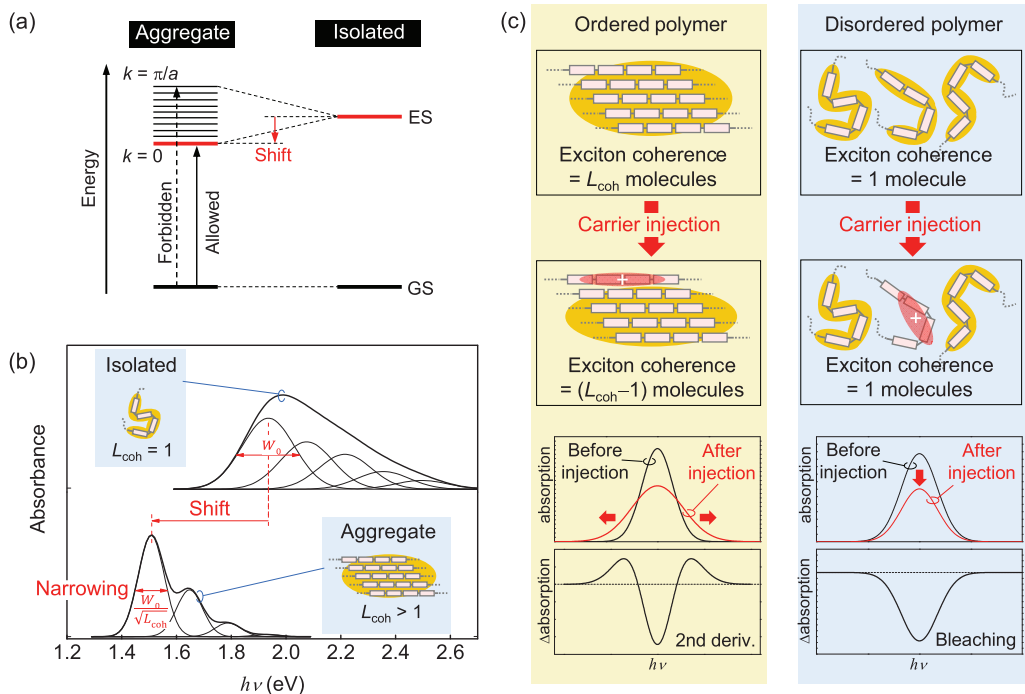 (a)
Aggregate
Isolated
k = π/a
ES
Shift
k = 0
Energy
Forbidden
Allowed
GS
(b)
Isolated
L_coh = 1
W_0
Shift
Aggregate
L_coh > 1
Narrowing
W_0
√L_coh
Absorbance
1.2 1.4 1.6 1.8 2.0 2.2 2.4 2.6
hν (eV)
(c)
Ordered polymer
Exciton coherence
= L_coh molecules
Carrier injection
+
Exciton coherence
= (L_coh−1) molecules
Before
injection
After
injection
absorption
Δabsorption
2nd deriv.
hν
Disordered polymer
Exciton coherence
= 1 molecule
Carrier injection
+
Exciton coherence
= 1 molecules
Before
injection
After
injection
absorption
Δabsorption
Bleaching
hν